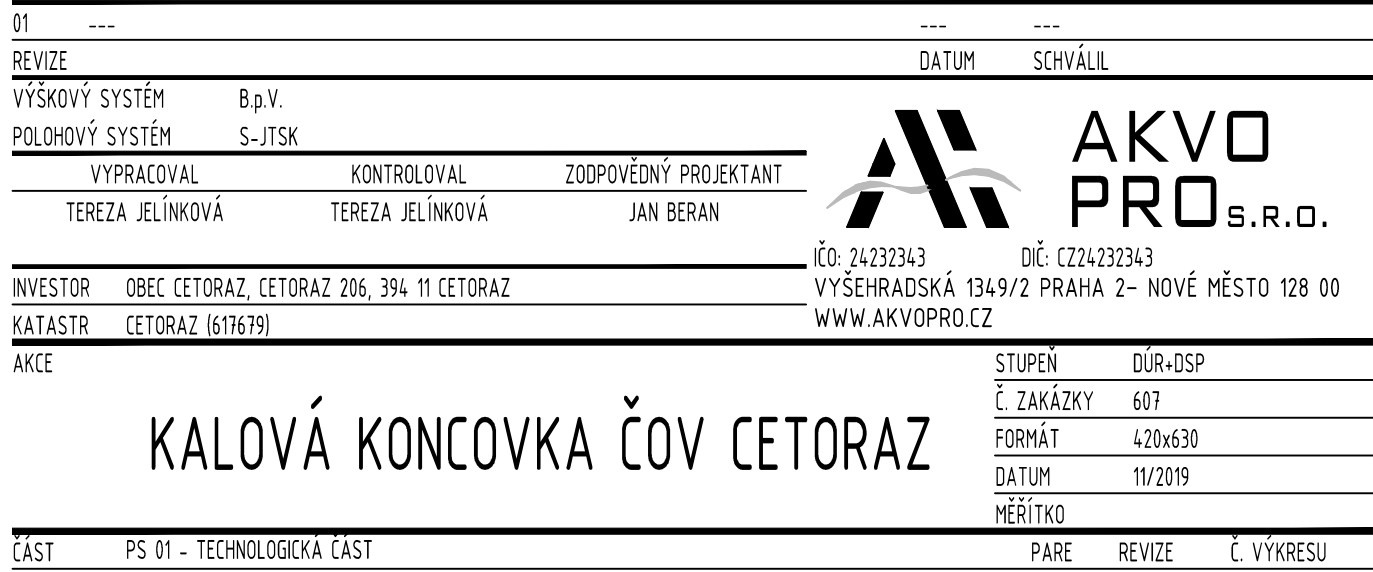 01 --- --- ---
REVIZE DATUM SCHVÁLIL
VÝŠKOVÝ SYSTÉM B.p.V.
POLOHOVÝ SYSTÉM S-JTSK
VYPRACOVAL KONTROLOVAL ZODPOVĚDNÝ PROJEKTANT
TEREZA JELÍNKOVÁ TEREZA JELÍNKOVÁ JAN BERAN
AKVO
PRO S.R.O.
IČO: 24232343 DIČ: CZ24232343
VYŠEHRADSKÁ 1349/2 PRAHA 2- NOVÉ MĚSTO 128 00
WWW.AKVOPRO.CZ
INVESTOR OBEC CETORAZ, CETORAZ 206, 394 11 CETORAZ
KATASTR CETORAZ (617679)
AKCE
KALOVÁ KONCOVKA ČOV CETORAZ
STUPEŇ DÚR+DSP
Č. ZAKÁZKY 607
FORMÁT 420x630
DATUM 11/2019
MĚŘÍTKO
ČÁST PS 01 - TECHNOLOGICKÁ ČÁST PARE REVIZE Č. VÝKRESU